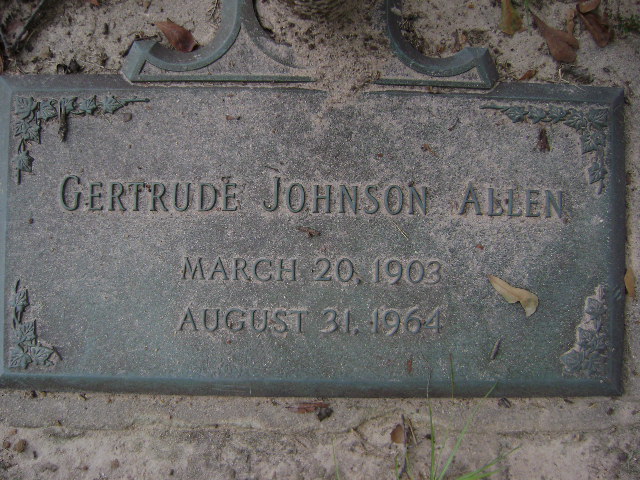 GERTRUDE JOHNSON ALLEN
MARCH 20, 1903
AUGUST 31, 1964